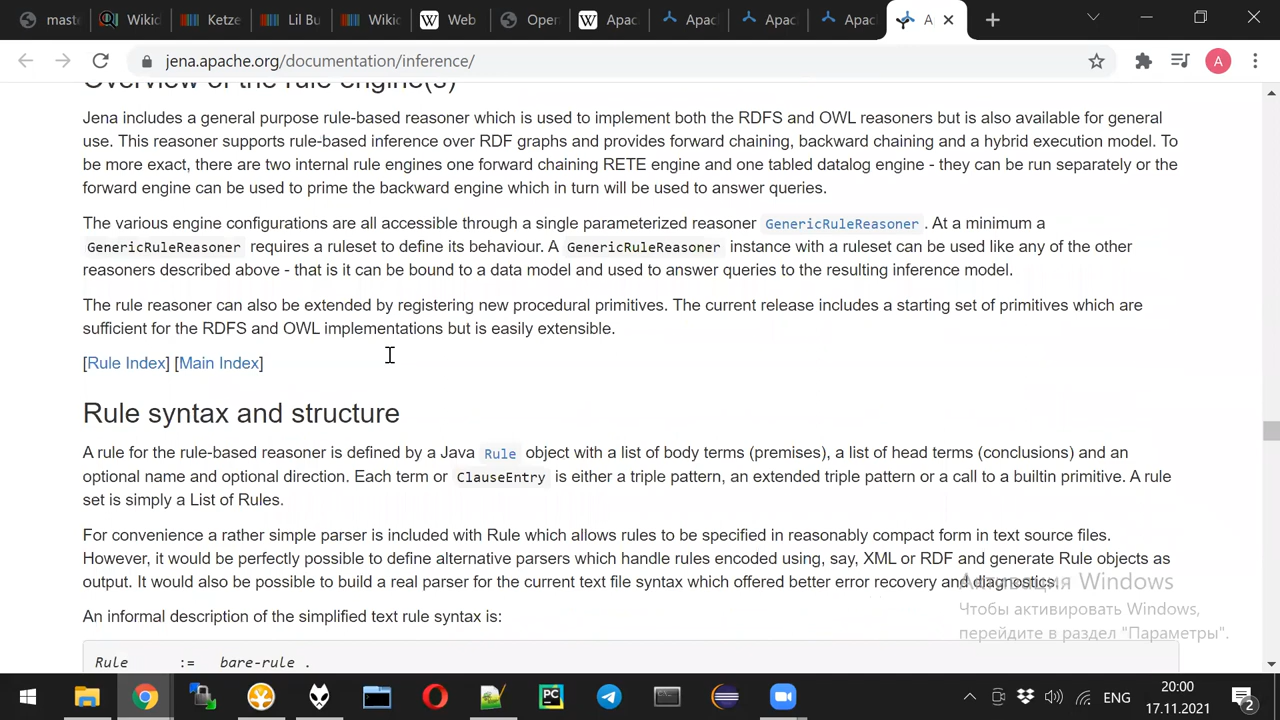 maste
Wikic
Ketze
Lil Bu
Wikic
Web
Open
Apac
Apac
Apac
Apac
A
jena.apache.org/documentation/inference/
A
Overview of the rule engine(s)
Jena includes a general purpose rule-based reasoner which is used to implement both the RDFS and OWL reasoners but is also available for general
use. This reasoner supports rule-based inference over RDF graphs and provides forward chaining, backward chaining and a hybrid execution model. To
be more exact, there are two internal rule engines one forward chaining RETE engine and one tabled datalog engine - they can be run separately or the
forward engine can be used to prime the backward engine which in turn will be used to answer queries.
The various engine configurations are all accessible through a single parameterized reasoner GenericRuleReasoner . At a minimum a
GenericRuleReasoner requires a ruleset to define its behaviour. A GenericRuleReasoner instance with a ruleset can be used like any of the other
reasoners described above - that is it can be bound to a data model and used to answer queries to the resulting inference model.
The rule reasoner can also be extended by registering new procedural primitives. The current release includes a starting set of primitives which are
sufficient for the RDFS and OWL implementations but is easily extensible.
[Rule Index] [Main Index]
Rule syntax and structure
A rule for the rule-based reasoner is defined by a Java Rule object with a list of body terms (premises), a list of head terms (conclusions) and an
optional name and optional direction. Each term or ClauseEntry is either a triple pattern, an extended triple pattern or a call to a builtin primitive. A rule
set is simply a List of Rules.
For convenience a rather simple parser is included with Rule which allows rules to be specified in reasonably compact form in text source files.
However, it would be perfectly possible to define alternative parsers which handle rules encoded using, say, XML or RDF and generate Rule objects as
output. It would also be possible to build a real parser for the current text file syntax which offered better error recovery and diagnostics.
Активация Windows
Чтобы активировать Windows,
перейдите в раздел "Параметры".
An informal description of the simplified text rule syntax is:
Rule := bare-rule .
PC
ENG
20:00
17.11.2021
2